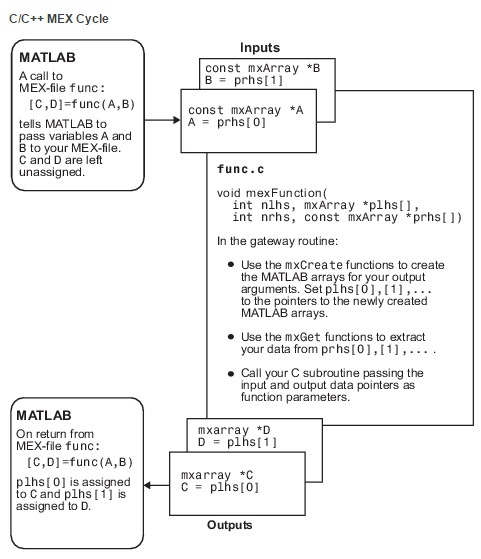 C/C++ MEX Cycle
MATLAB
A call to
MEX-file func:
[C,D]=func(A,B)
tells MATLAB to
pass variables A and
B to your MEX-file.
C and D are left
unassigned.
Inputs
const mxArray *B
B = prhs[1]
const mxArray *A
A = prhs[0]
func.c
void mexFunction(
int nlhs, mxArray *plhs[],
int nrhs, const mxArray *prhs[])
In the gateway routine:
● Use the mxCreate functions to create
the MATLAB arrays for your output
arguments. Set plhs[0],[1],...
to the pointers to the newly created
MATLAB arrays.
● Use the mxGet functions to extract
your data from prhs[0],[1],... .
● Call your C subroutine passing the
input and output data pointers as
function parameters.
MATLAB
On return from
MEX-file func:
[C,D]=func(A,B)
plhs[0] is assigned
to C and plhs[1] is
assigned to D.
mxarray *D
D = plhs[1]
mxarray *C
C = plhs[0]
Outputs